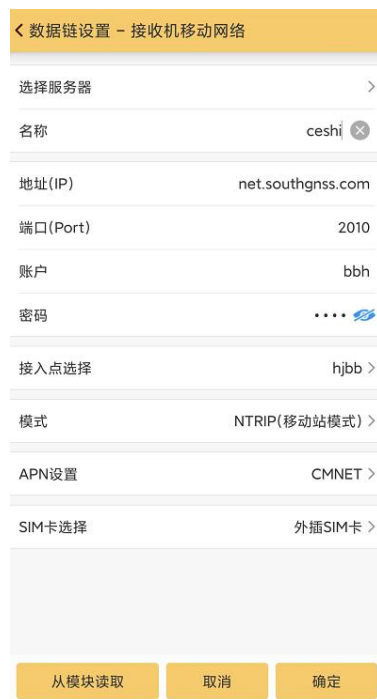 数据链设置 - 接收机移动网络
选择服务器
名称 ceshi
地址(IP) net.southgnss.com
端口(Port) 2010
账户 bbh
密码 ••••
接入点选择 hjbb
模式 NTRIP(移动站模式)
APN设置 CMNET
SIM卡选择 外插SIM卡
从模块读取 取消 确定